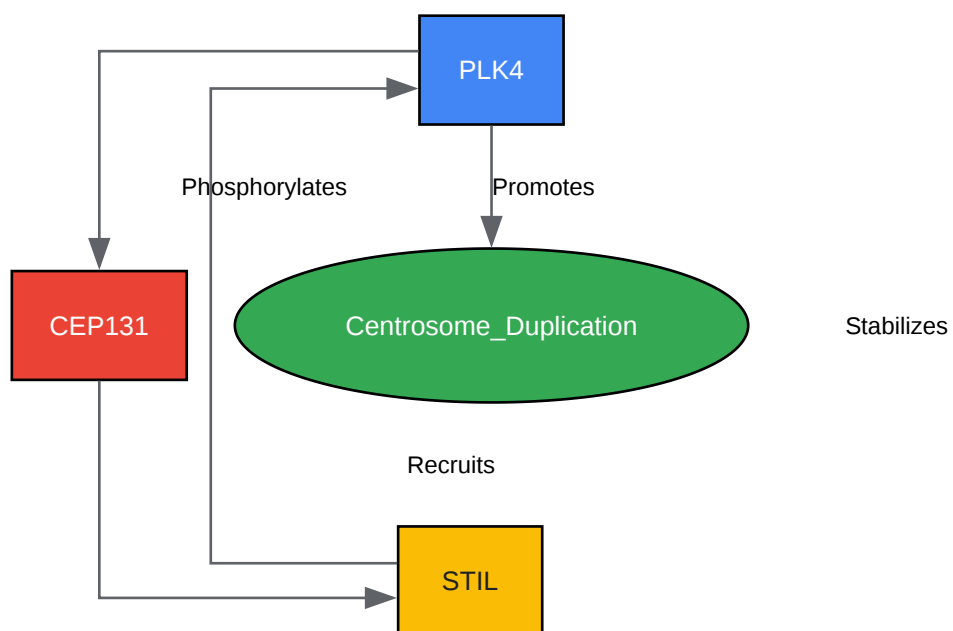 PLK4
Phosphorylates
Promotes
CEP131
Centrosome_Duplication
Stabilizes
Recruits
STIL